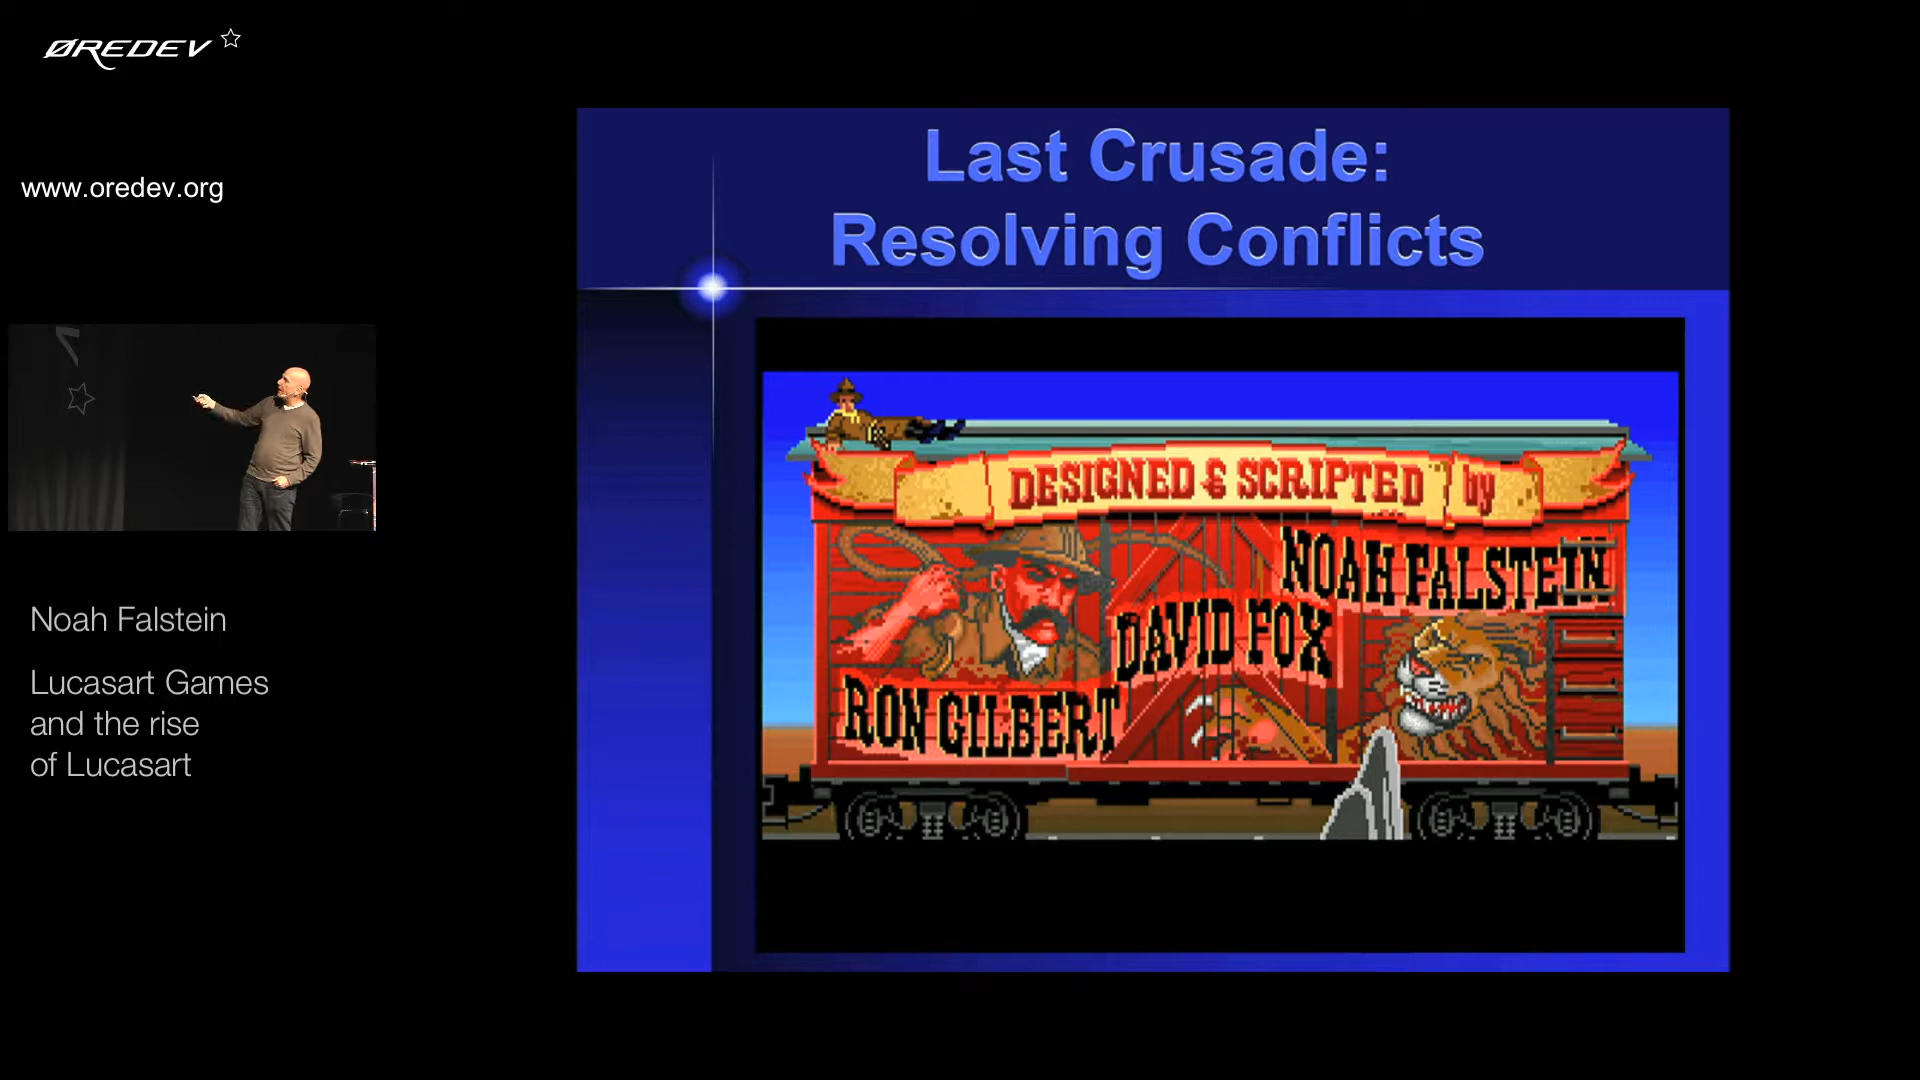 ØREDEV
www.oredev.org
Noah Falstein
Lucasart Games
and the rise
of Lucasart
Last Crusade:
Resolving Conflicts
DESIGNED & SCRIPTED by
NOAH FALSTEIN
DAVID FOX
RON GILBERT